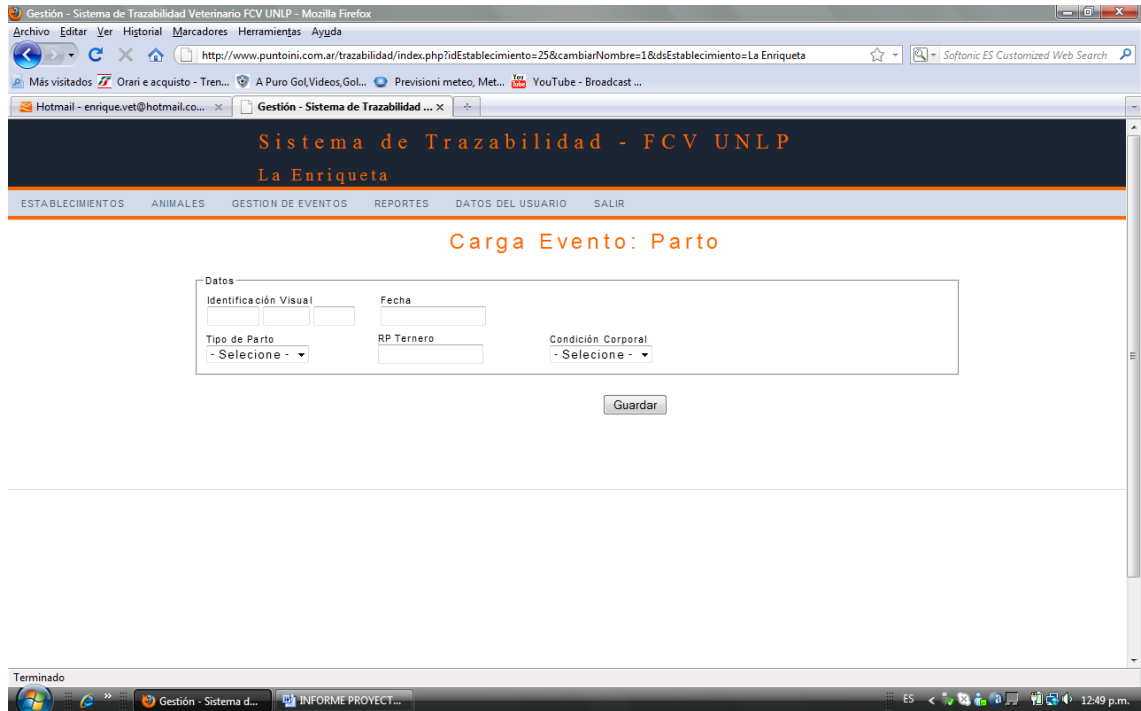 Gestión - Sistema de Trazabilidad Veterinario FCV UNLP - Mozilla Firefox
Archivo Editar Ver Historial Marcadores Herramientas Ayuda
http://www.puntoini.com.ar/trazabilidad/index.php?idEstablecimiento=25&cambiarNombre=1&dsEstablecimiento=La Enriqueta
Softonic ES Customized Web Search
Más visitados Orari e acquisto - Tren... A Puro Gol,Videos,Gol... Previsioni meteo, Met... YouTube - Broadcast ...
Hotmail - enrique.vet@hotmail.co... Gestión - Sistema de Trazabilidad ...
Sistema de Trazabilidad - FCV UNLP
La Enriqueta
ESTABLECIMIENTOS ANIMALES GESTION DE EVENTOS REPORTES DATOS DEL USUARIO SALIR
Carga Evento: Parto
Datos
Identificación Visual Fecha
Tipo de Parto RP Ternero Condición Corporal
- Selecione - - Selecione -
Guardar
Terminado
Gestión - Sistema d... INFORME PROYECT... ES 12:49 p.m.